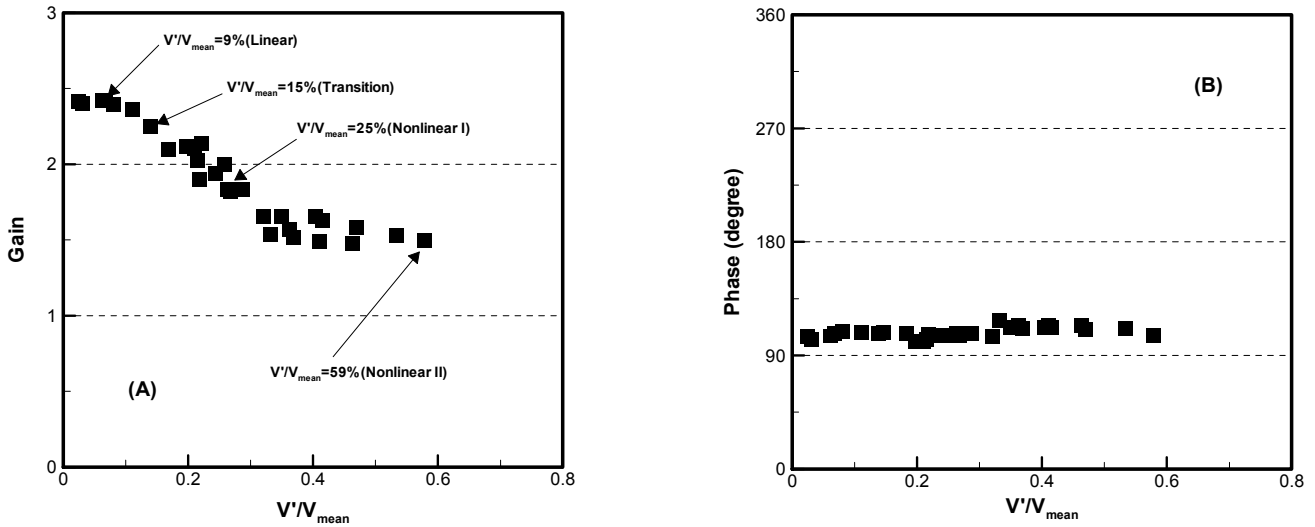 3
2
1
0
Gain
V'/Vmean=9%(Linear)
V'/Vmean=15%(Transition)
V'/Vmean=25%(Nonlinear I)
V'/Vmean=59%(Nonlinear II)
(A)
0 0.2 0.4 0.6 0.8
V'/Vmean
360
270
180
90
0
Phase (degree)
(B)
0 0.2 0.4 0.6 0.8
V'/Vmean